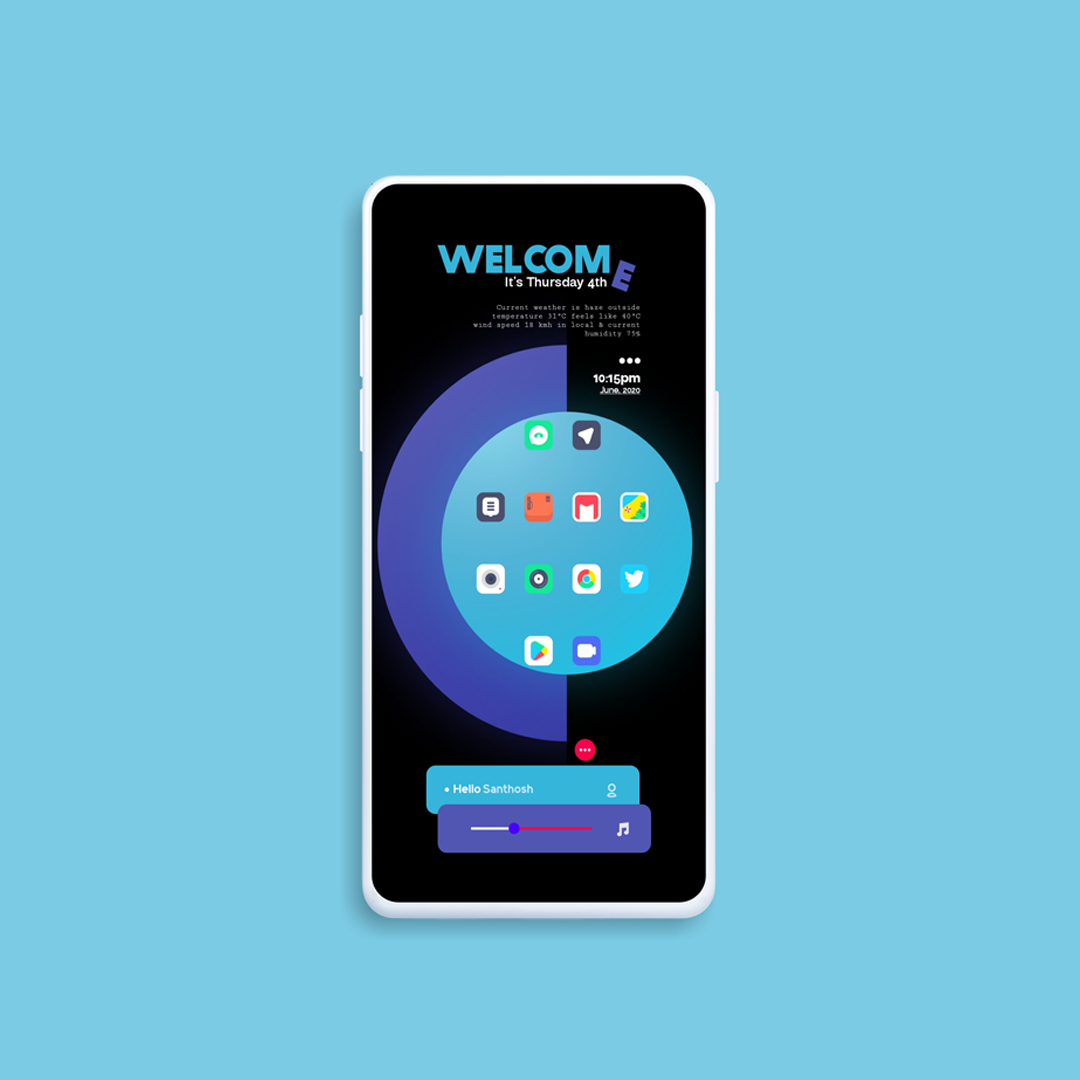 WELCOME
It's Thursday 4th
Current weather is haze outside
temperature 31°C feels like 40°C
wind speed 18 kmh in local & current
humidity 75%
10:15pm
June, 2020
• Hello Santhosh